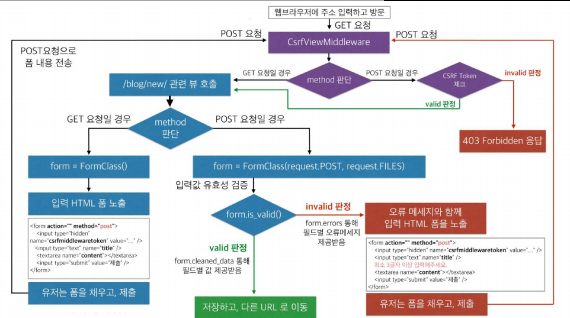 웹브라우저에 주소 입력하고 방문
GET 요청
POST 요청
POST 요청
CsrfViewMiddleware
POST요청으로
폼 내용 전송
GET 요청일 경우
method 판단
POST 요청일 경우
CSRF Token
체크
invalid 판정
valid 판정
/blog/new/ 관련 뷰 호출
403 Forbidden 응답
GET 요청일 경우
method
판단
POST 요청일 경우
form = FormClass()
form = FormClass(request.POST, request.FILES)
입력값 유효성 검증
입력 HTML 폼 노출
form.is_valid()
invalid 판정
form.errors 통해
필드별 오류메세지
제공받음
오류 메세지와 함께
입력 HTML 폼을 노출
<form action="" method="post">
<input type="hidden"
name="csrfmiddlewaretoken" value="..." />
<input type="text" name="title" />
<textarea name="content"></textarea>
<input type="submit" value="제출" />
</form>
valid 판정
form.cleaned_data 통해
필드별 값 제공받음
<form action="" method="post">
<input type="hidden" name="csrfmiddlewaretoken" value="..." />
<input type="text" name="title" />
최소 3글자 이상 입력해주세요.
<textarea name="content"></textarea>
<input type="submit" value="제출" />
</form>
유저는 폼을 채우고, 제출
저장하고, 다른 URL 로 이동
유저는 폼을 채우고, 제출